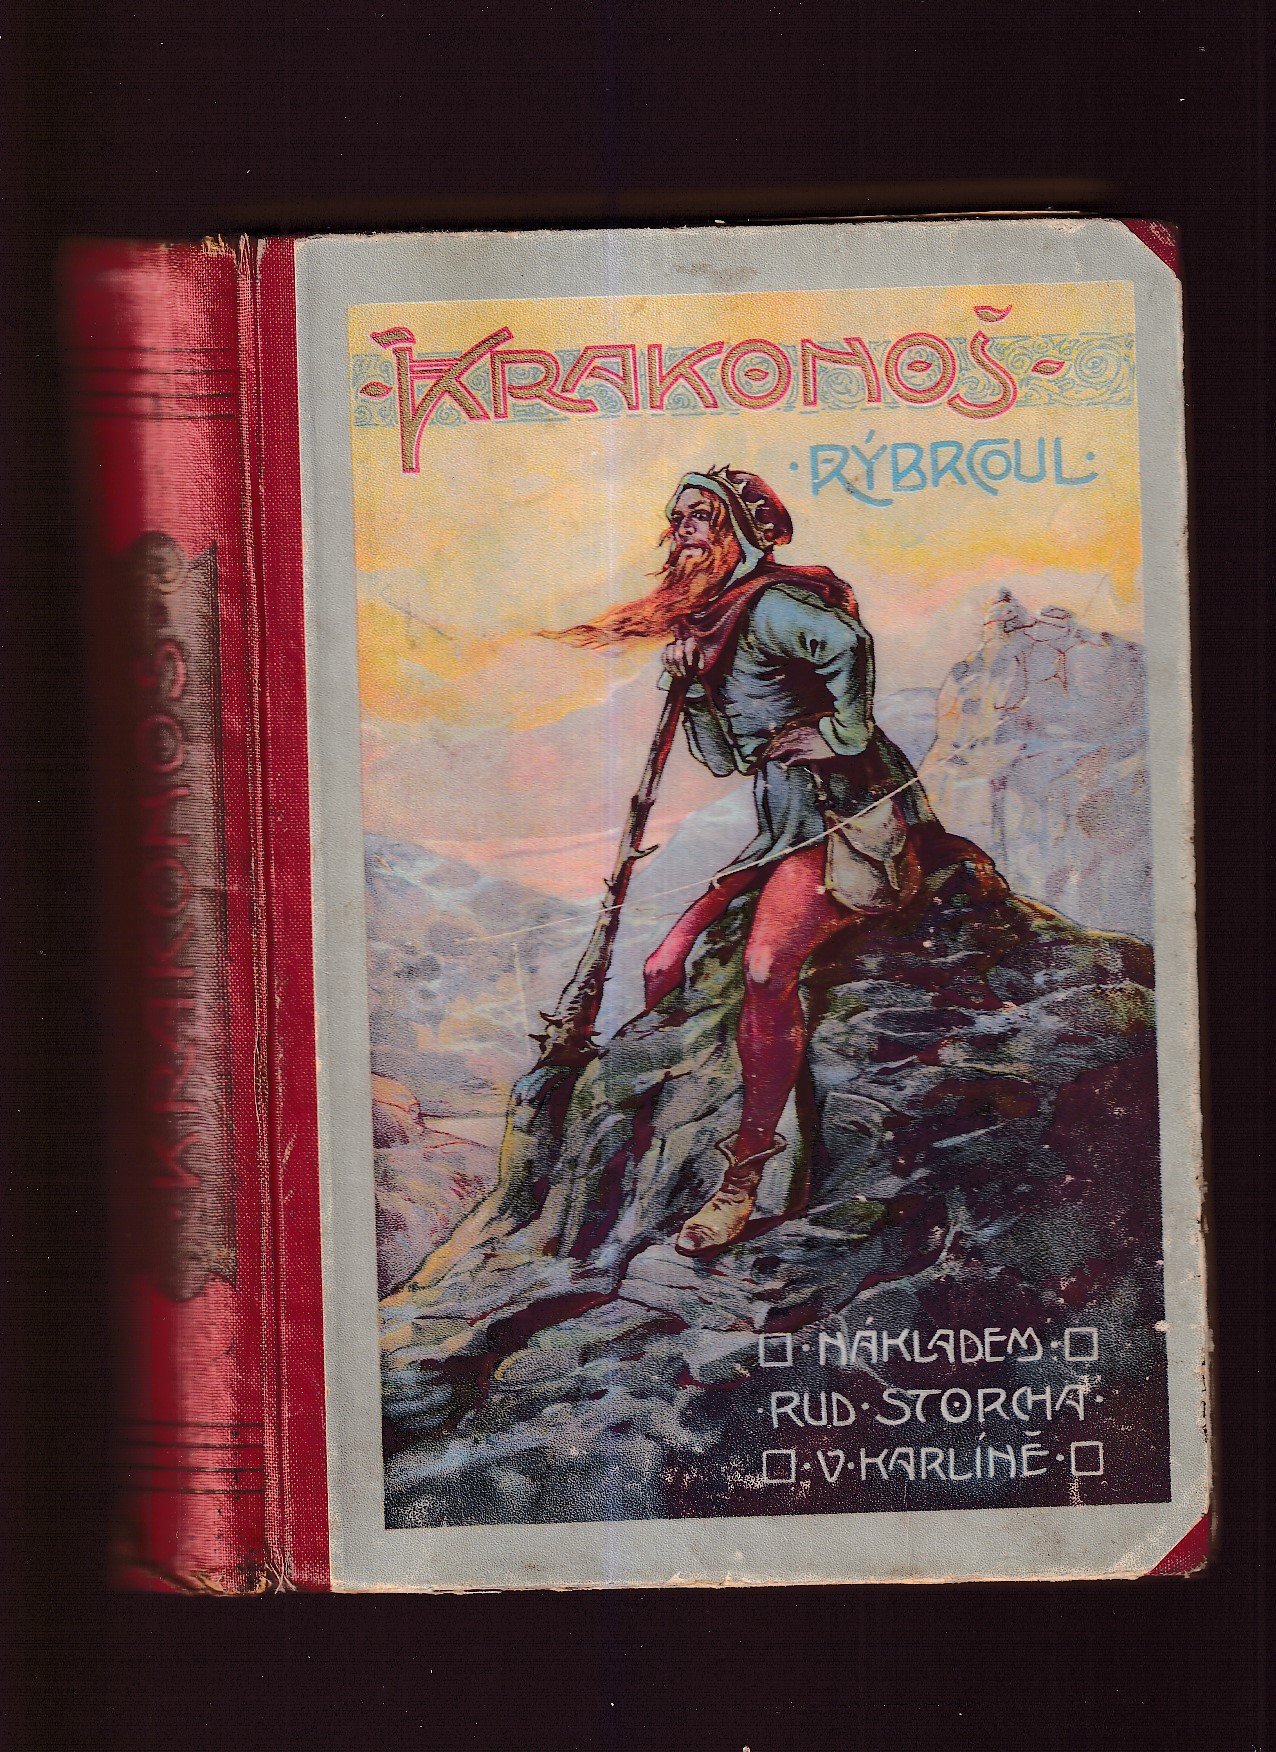 KRAKONOŠ
KRAKONOŠ
RÝBRCOUL
NÁKLADEM
RUD STORCHA
V KARLÍNĚ